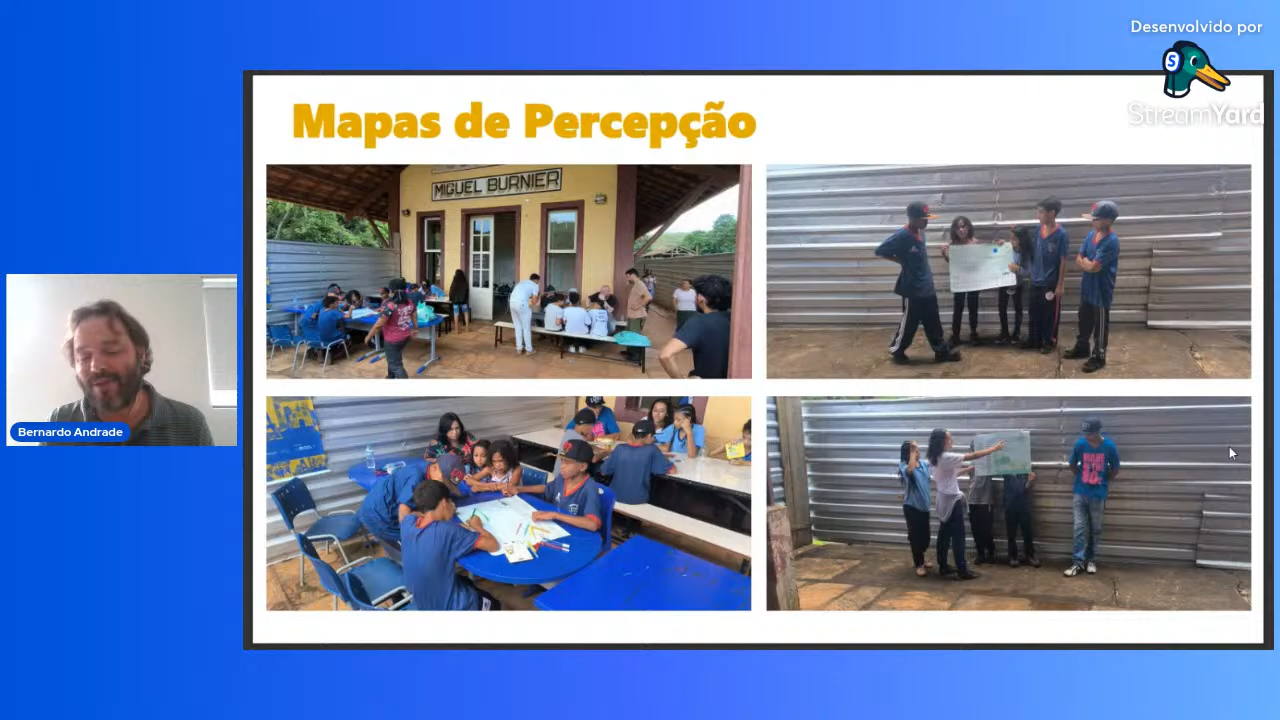 Desenvolvido por
StreamYard
Mapas de Percepção
MIGUEL BURNIER
Bernardo Andrade